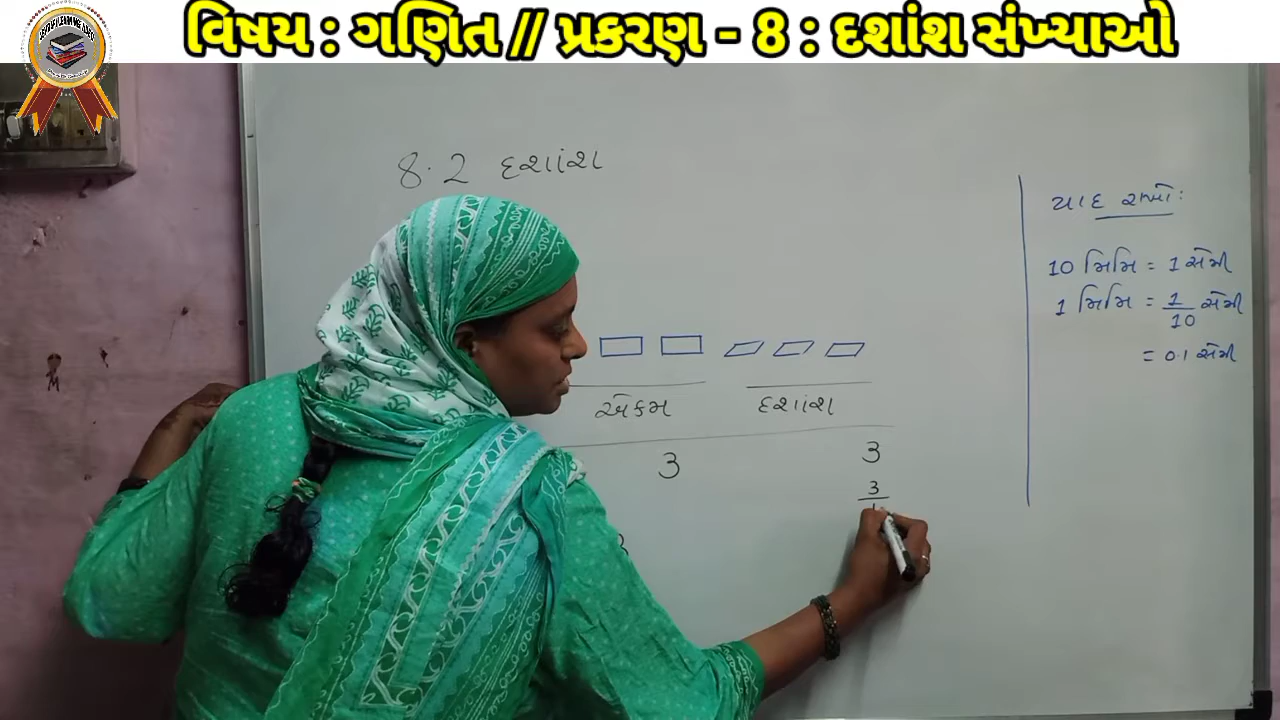 વિષય : ગણિત // પ્રકરણ - 8 : દશાંશ સંખ્યાઓ
8.2 દશાંશ
યાદ રાખો:
10 મિમિ = 1 સેમી
1 મિમિ = 1/10 સેમી
= 0.1 સેમી
એકમ દશાંશ
3 3
3